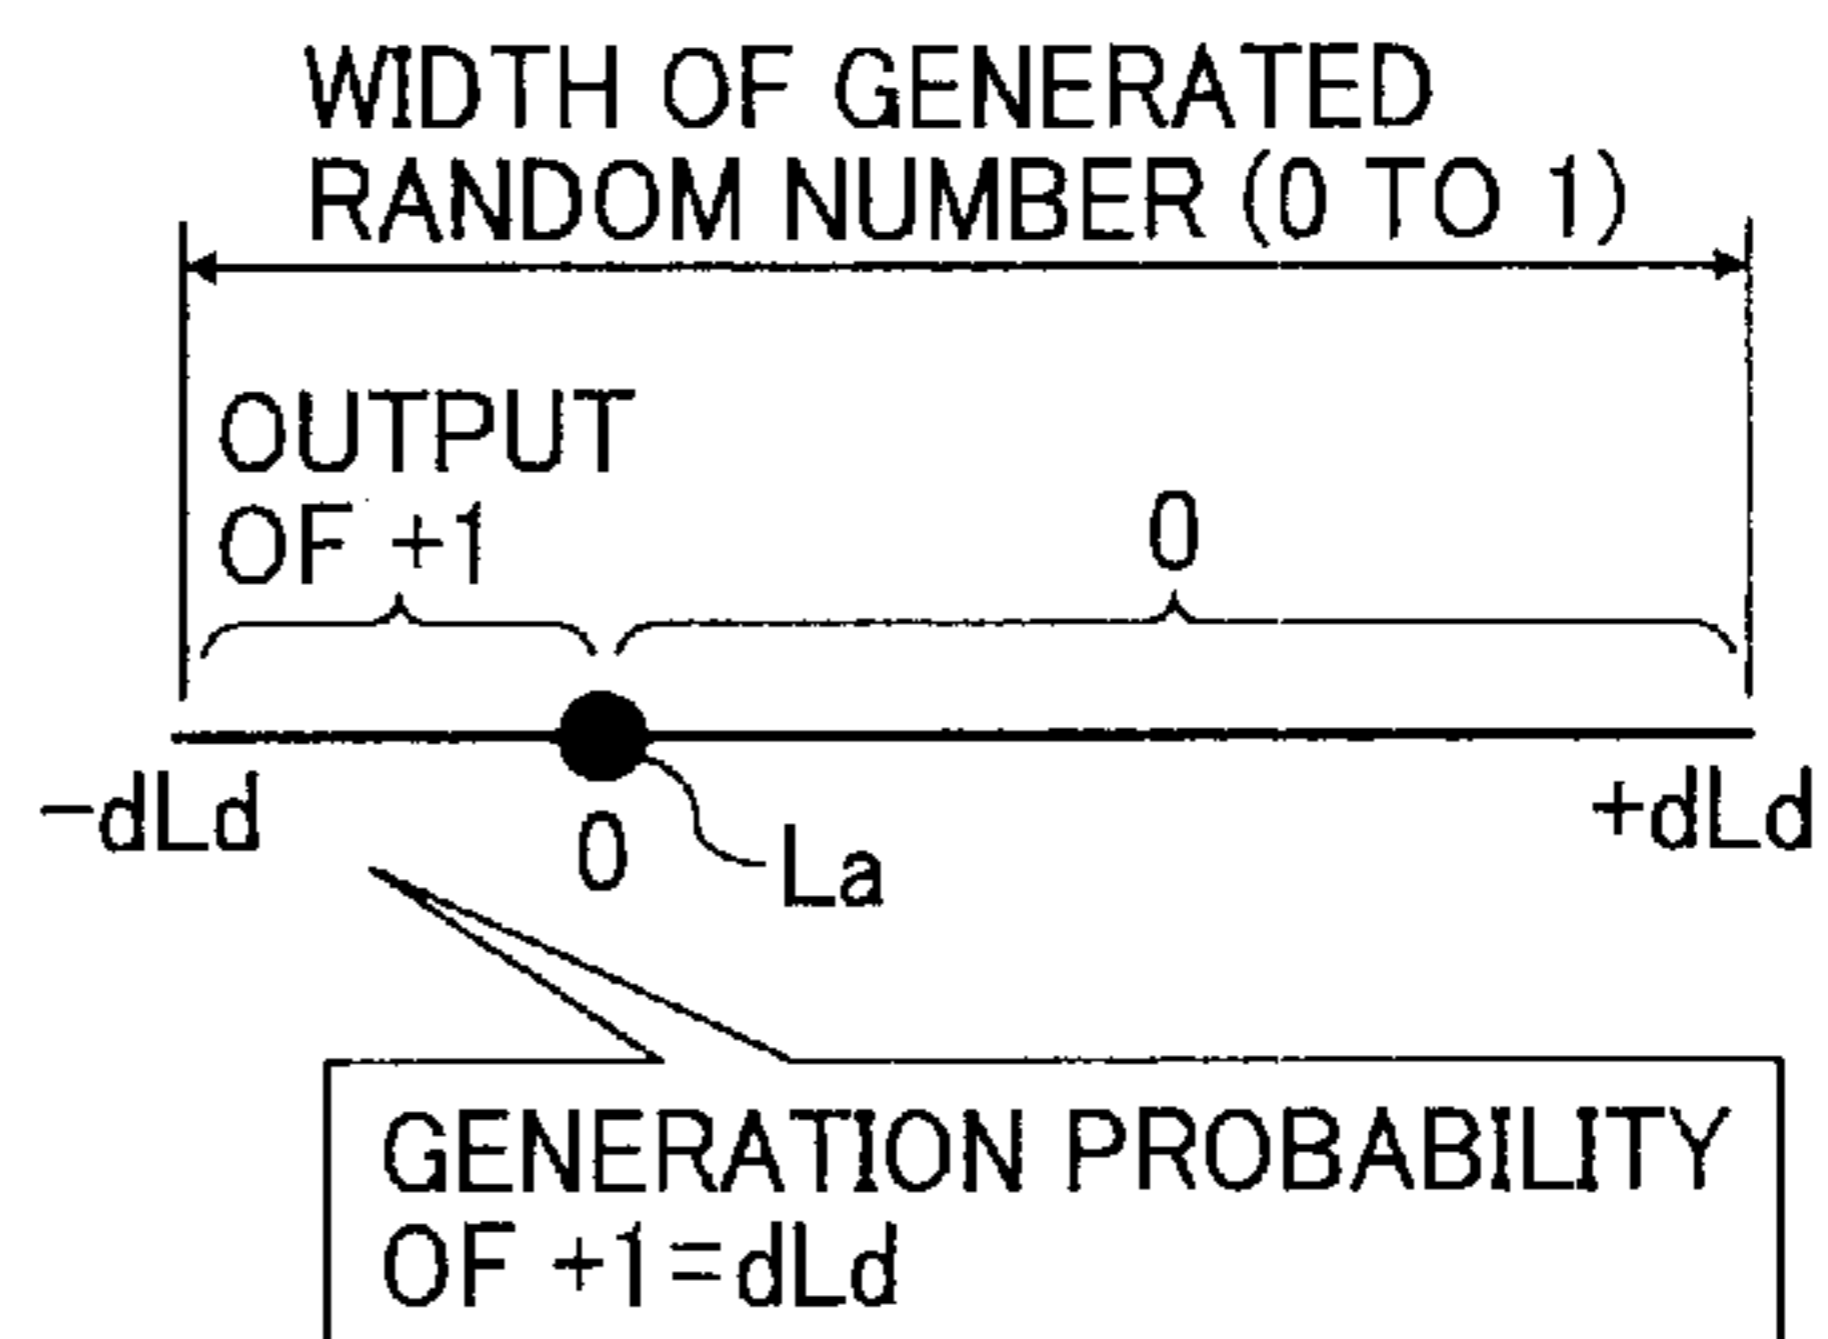 WIDTH OF GENERATED
RANDOM NUMBER (0 TO 1)
OUTPUT
OF +1
0
-dLd
0
La
+dLd
GENERATION PROBABILITY
OF +1=dLd